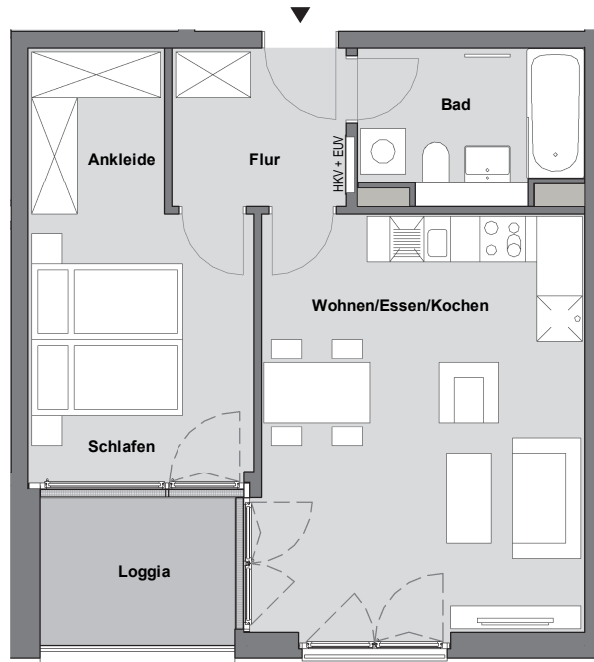 Bad
Ankleide
Flur
HKV + EUV
Wohnen/Essen/Kochen
Schlafen
Loggia